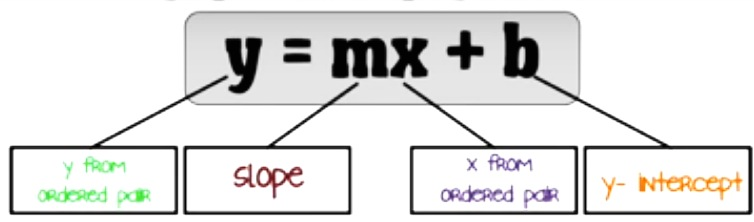 y = mx + b
y from
ordered pair
slope
x from
ordered pair
y- intercept